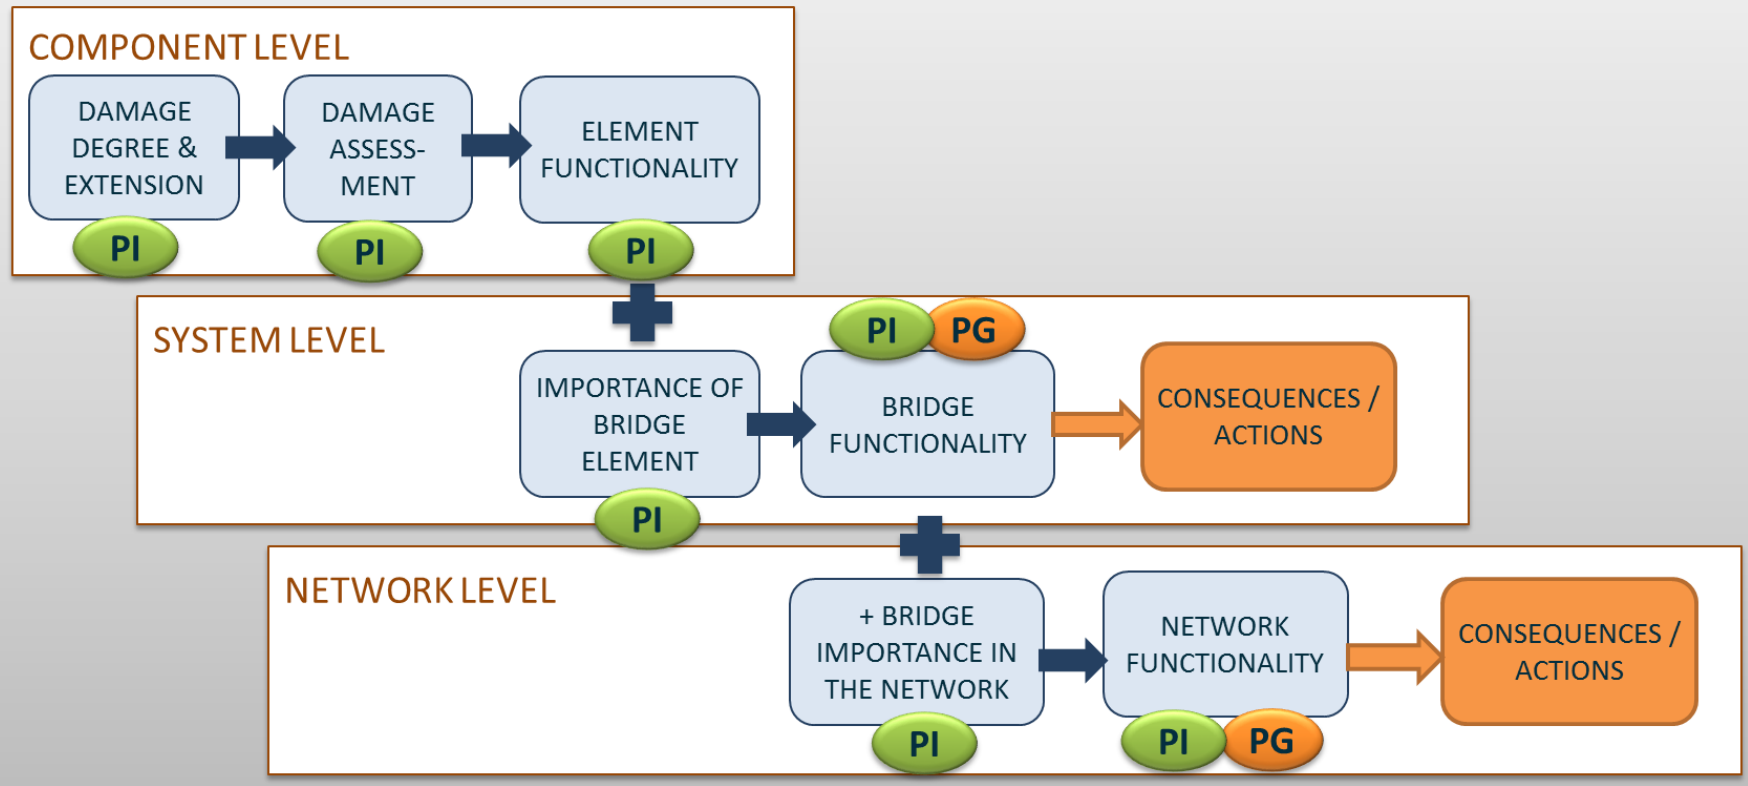 COMPONENT LEVEL
DAMAGE
DEGREE &
EXTENSION
PI
DAMAGE
ASSESS-
MENT
PI
ELEMENT
FUNCTIONALITY
PI
SYSTEM LEVEL
IMPORTANCE OF
BRIDGE
ELEMENT
PI
PI
PG
BRIDGE
FUNCTIONALITY
CONSEQUENCES /
ACTIONS
NETWORK LEVEL
+ BRIDGE
IMPORTANCE IN
THE NETWORK
PI
NETWORK
FUNCTIONALITY
PI
PG
CONSEQUENCES /
ACTIONS